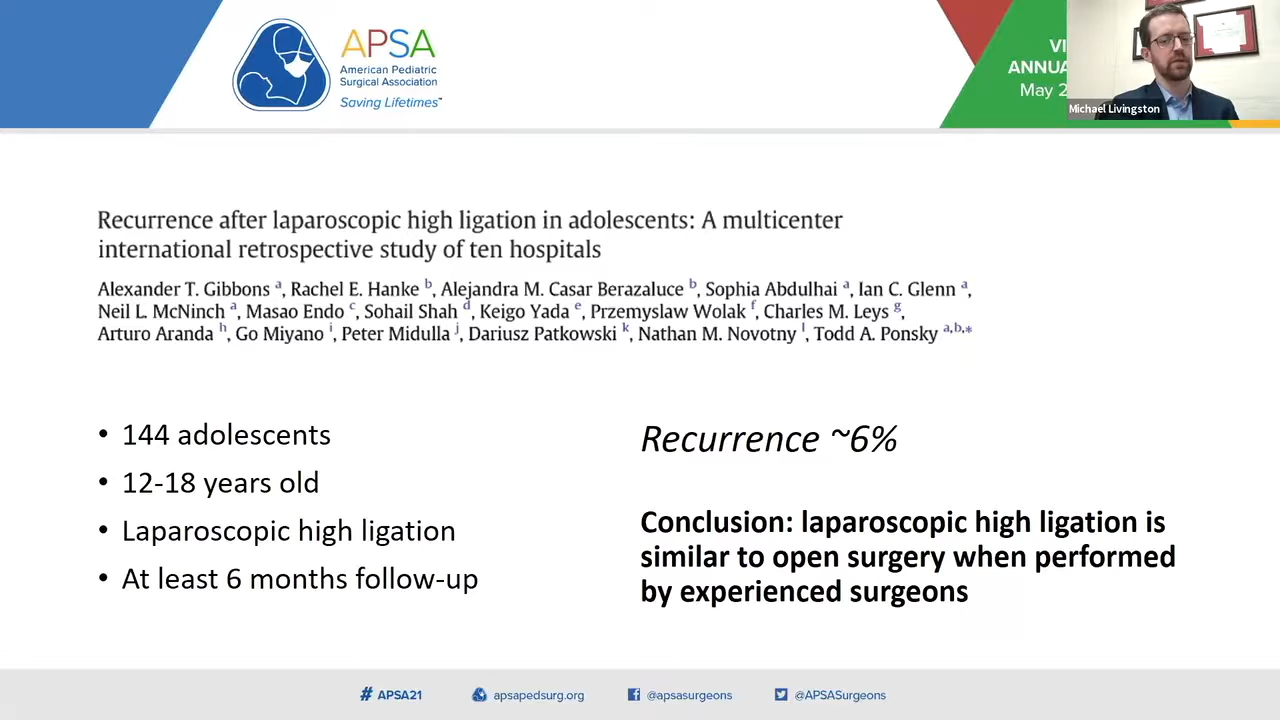 APSA
American Pediatric
Surgical Association
Saving Lifetimes™
ANNUA
May 2
Michael Livingston
Recurrence after laparoscopic high ligation in adolescents: A multicenter
international retrospective study of ten hospitals
Alexander T. Gibbons a, Rachel E. Hanke b, Alejandra M. Casar Berazaluce b, Sophia Abdulhai a, Ian C. Glenn a,
Neil L. McNinch a, Masao Endo c, Sohail Shah d, Keigo Yada e, Przemyslaw Wolak f, Charles M. Leys g,
Arturo Aranda h, Go Miyano i, Peter Midulla j, Dariusz Patkowski k, Nathan M. Novotny l, Todd A. Ponsky a,b,*
• 144 adolescents
• 12-18 years old
• Laparoscopic high ligation
• At least 6 months follow-up
Recurrence ~6%
Conclusion: laparoscopic high ligation is
similar to open surgery when performed
by experienced surgeons
# APSA21
apsapedsurg.org
@apsasurgeons
@APSASurgeons